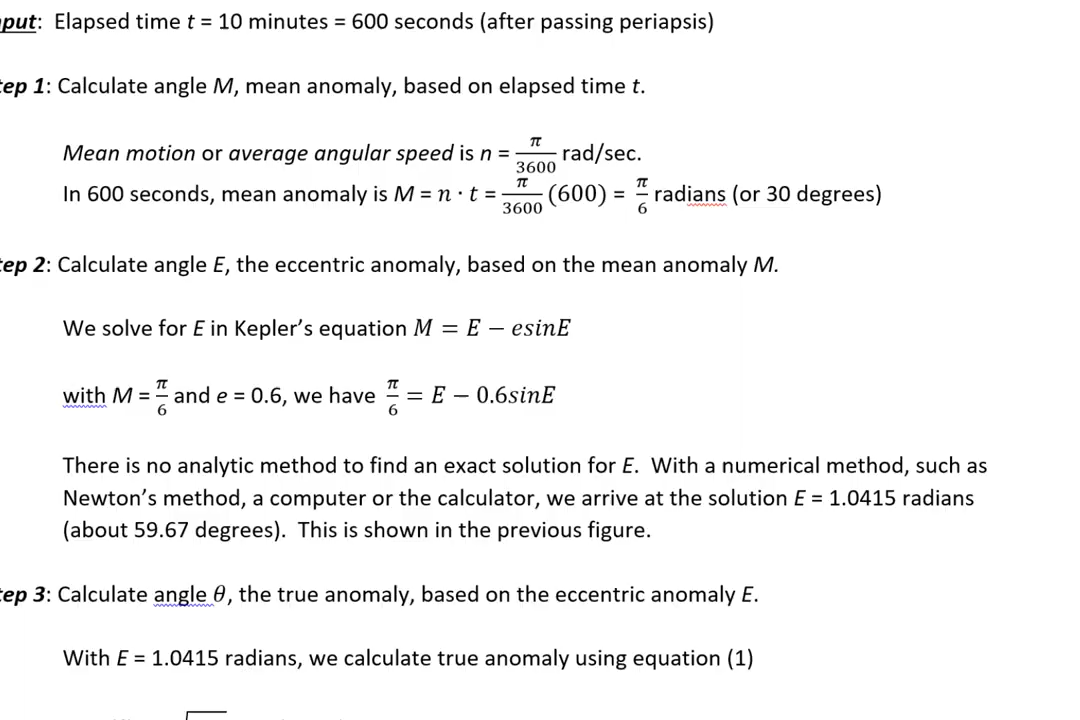 put: Elapsed time t = 10 minutes = 600 seconds (after passing periapsis)
tep 1: Calculate angle M, mean anomaly, based on elapsed time t.
Mean motion or average angular speed is n = π/3600 rad/sec.
In 600 seconds, mean anomaly is M = n · t = π/3600 (600) = π/6 radians (or 30 degrees)
tep 2: Calculate angle E, the eccentric anomaly, based on the mean anomaly M.
We solve for E in Kepler's equation M = E − esinE
with M = π/6 and e = 0.6, we have π/6 = E − 0.6sinE
There is no analytic method to find an exact solution for E. With a numerical method, such as
Newton's method, a computer or the calculator, we arrive at the solution E = 1.0415 radians
(about 59.67 degrees). This is shown in the previous figure.
tep 3: Calculate angle θ, the true anomaly, based on the eccentric anomaly E.
With E = 1.0415 radians, we calculate true anomaly using equation (1)